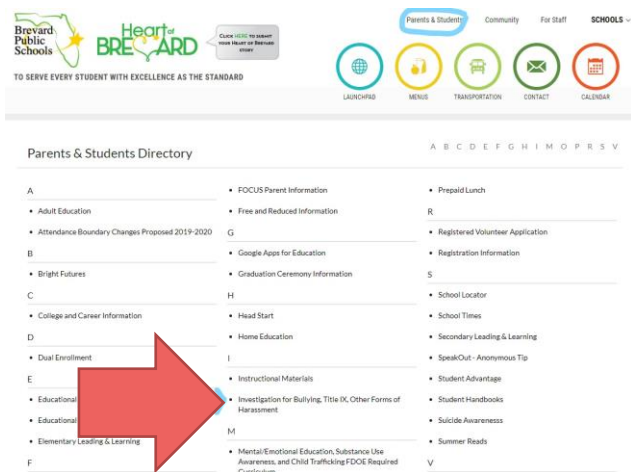 Parents & Students
Community
For Staff
SCHOOLS
Brevard
Public
Schools
Heart of
BREVARD
CLICK HERE TO SUBMIT
YOUR HEART OF BREVARD
STORY
TO SERVE EVERY STUDENT WITH EXCELLENCE AS THE STANDARD
LAUNCHPAD
MENUS
TRANSPORTATION
CONTACT
CALENDAR
Parents & Students Directory
A B C D E F G H I M O P R S V
A
• Adult Education
• Attendance Boundary Changes Proposed 2019-2020
B
• Bright Futures
C
• College and Career Information
D
• Dual Enrollment
E
• Educational
• Educational
• Elementary Leading & Learning
F
• FOCUS Parent Information
• Free and Reduced Information
G
• Google Apps for Education
• Graduation Ceremony Information
H
• Head Start
• Home Education
I
• Instructional Materials
• Investigation for Bullying, Title IX, Other Forms of
Harassment
M
• Mental/Emotional Education, Substance Use
Awareness, and Child Trafficking FDOE Required
Curriculum
• Prepaid Lunch
R
• Registered Volunteer Application
• Registration Information
S
• School Locator
• School Times
• Secondary Leading & Learning
• SpeakOut - Anonymous Tip
• Student Advantage
• Student Handbooks
• Suicide Awarenesss
• Summer Reads
V